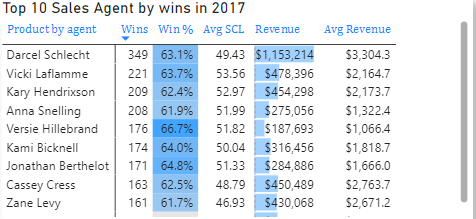 Top 10 Sales Agent by wins in 2017
Product by agent Wins Win % Avg SCL Revenue Avg Revenue
Darcel Schlecht 349 63.1% 49.43 $1,153,214 $3,304.3
Vicki Laflamme 221 63.7% 53.56 $478,396 $2,164.7
Kary Hendrixson 209 62.4% 52.97 $454,298 $2,173.7
Anna Snelling 208 61.9% 51.99 $275,056 $1,322.4
Versie Hillebrand 176 66.7% 51.82 $187,693 $1,066.4
Kami Bicknell 174 64.0% 50.04 $316,456 $1,818.7
Jonathan Berthelot 171 64.8% 51.33 $284,886 $1,666.0
Cassey Cress 163 62.5% 48.79 $450,489 $2,763.7
Zane Levy 161 61.7% 46.93 $430,068 $2,671.2